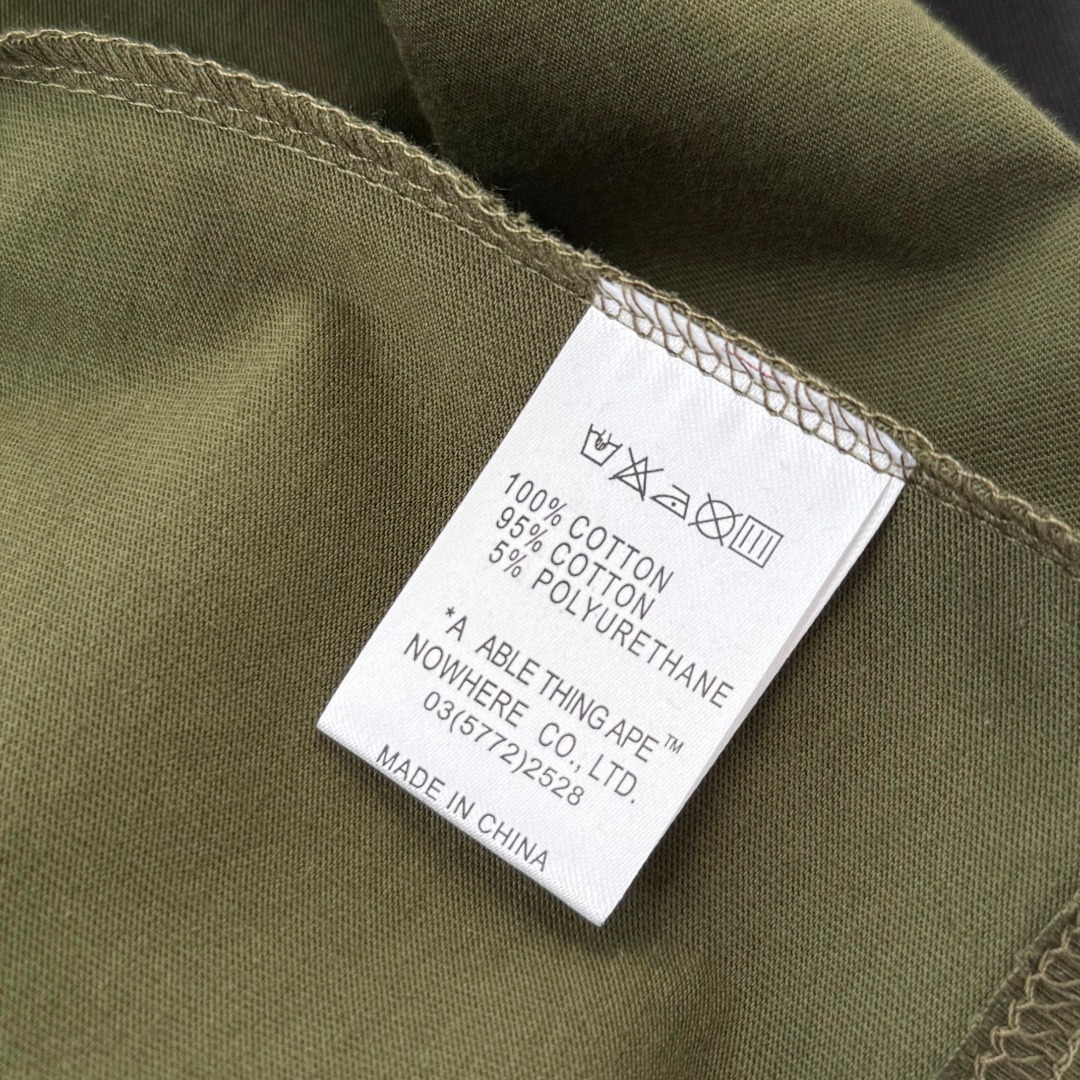 100% COTTON
95% COTTON
5% POLYURETHANE
*A ABLE THING APE™
NOWHERE CO., LTD.
03(5772)2528
MADE IN CHINA